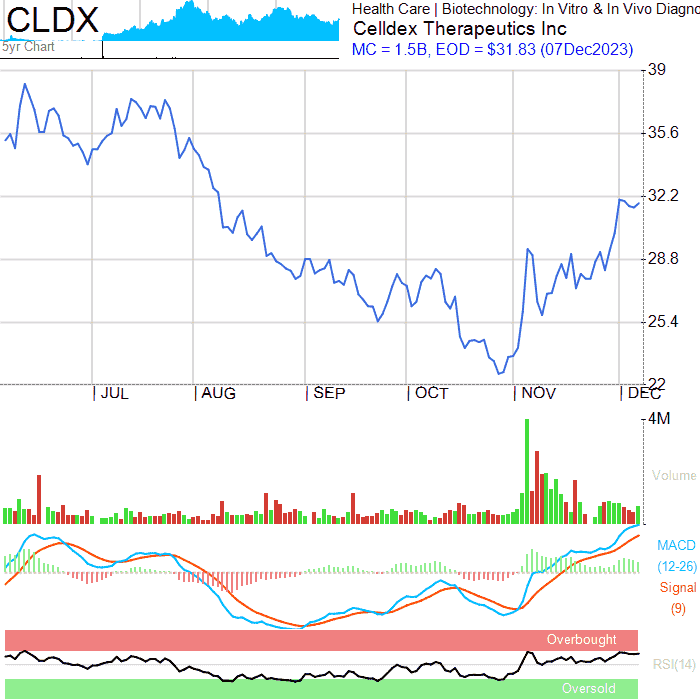 CLDX
5yr Chart
Health Care | Biotechnology: In Vitro & In Vivo Diagno
Celldex Therapeutics Inc
MC = 1.5B, EOD = $31.83 (07Dec2023)
39
35.6
32.2
28.8
25.4
22
JUL
AUG
SEP
OCT
NOV
DEC
4M
Volume
MACD
(12-26)
Signal
(9)
Overbought
RSI(14)
Oversold